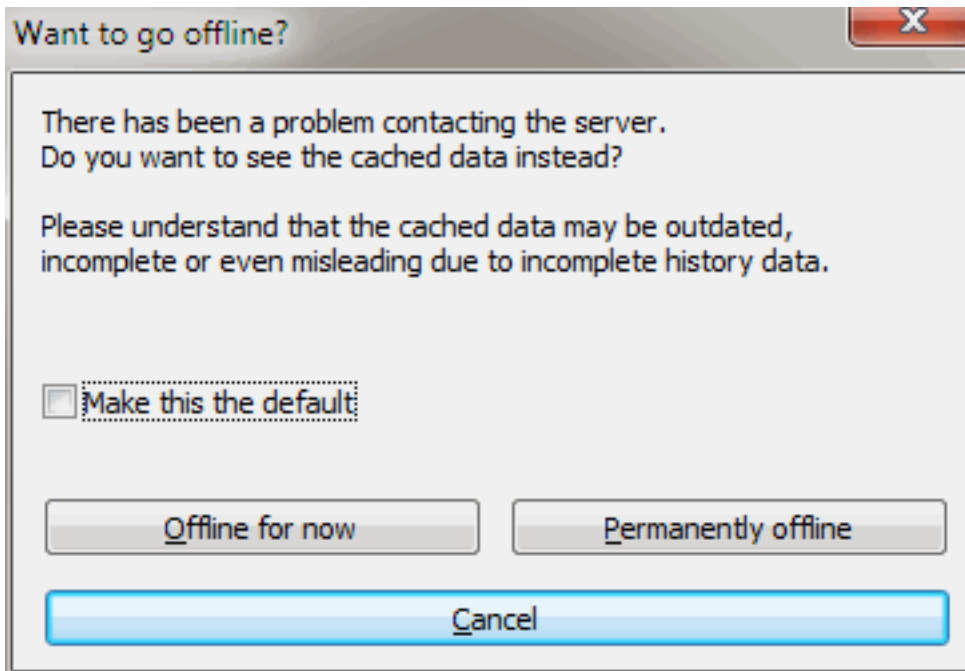 Want to go offline?
There has been a problem contacting the server.
Do you want to see the cached data instead?
Please understand that the cached data may be outdated,
incomplete or even misleading due to incomplete history data.
Make this the default
Offline for now
Permanently offline
Cancel